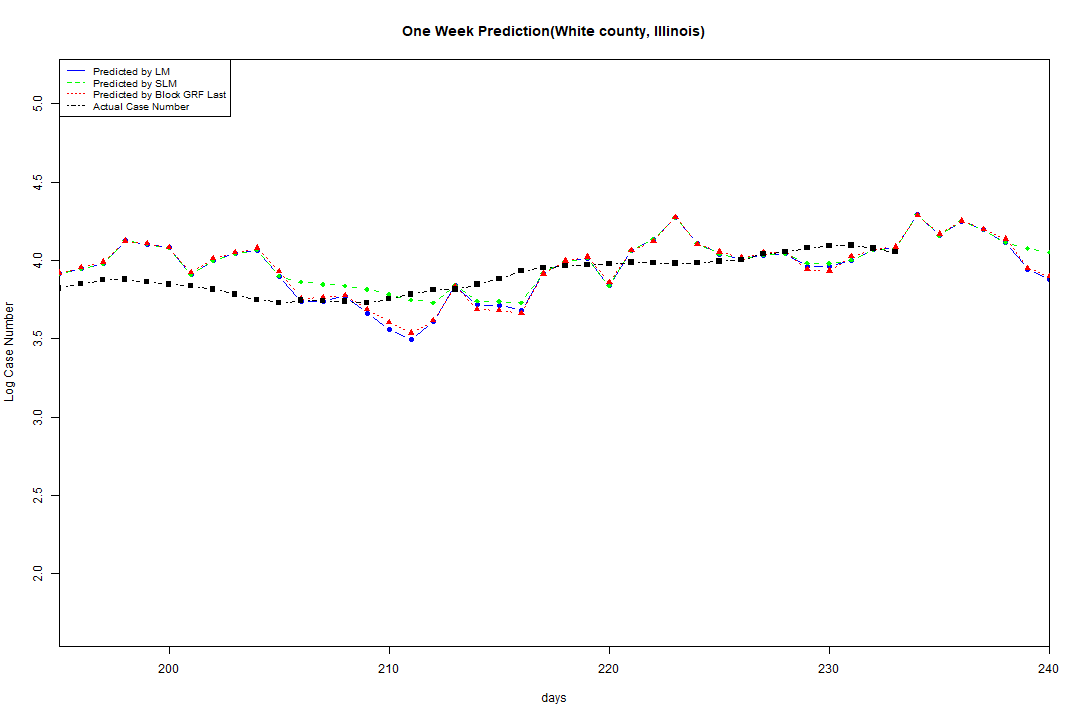 One Week Prediction(White county, Illinois)
Predicted by LM
Predicted by SLM
Predicted by Block GRF Last
Actual Case Number
Log Case Number
5.0
4.5
4.0
3.5
3.0
2.5
2.0
200 210 220 230 240
days